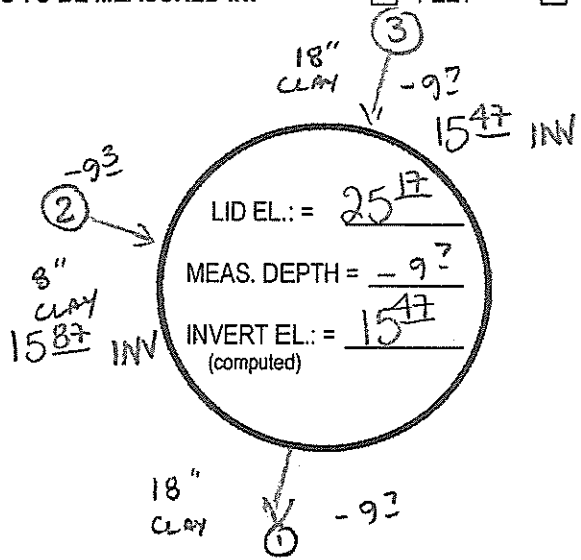 TO BE MEASURED IN: FEET
3
18"
CLAY
-9 7
15 47 INV
-9 3
2
8"
CLAY
15 87 INV
LID EL.: = 25 17
MEAS. DEPTH = -9 7
INVERT EL.: = 15 47
(computed)
18"
CLAY
1
-9 7